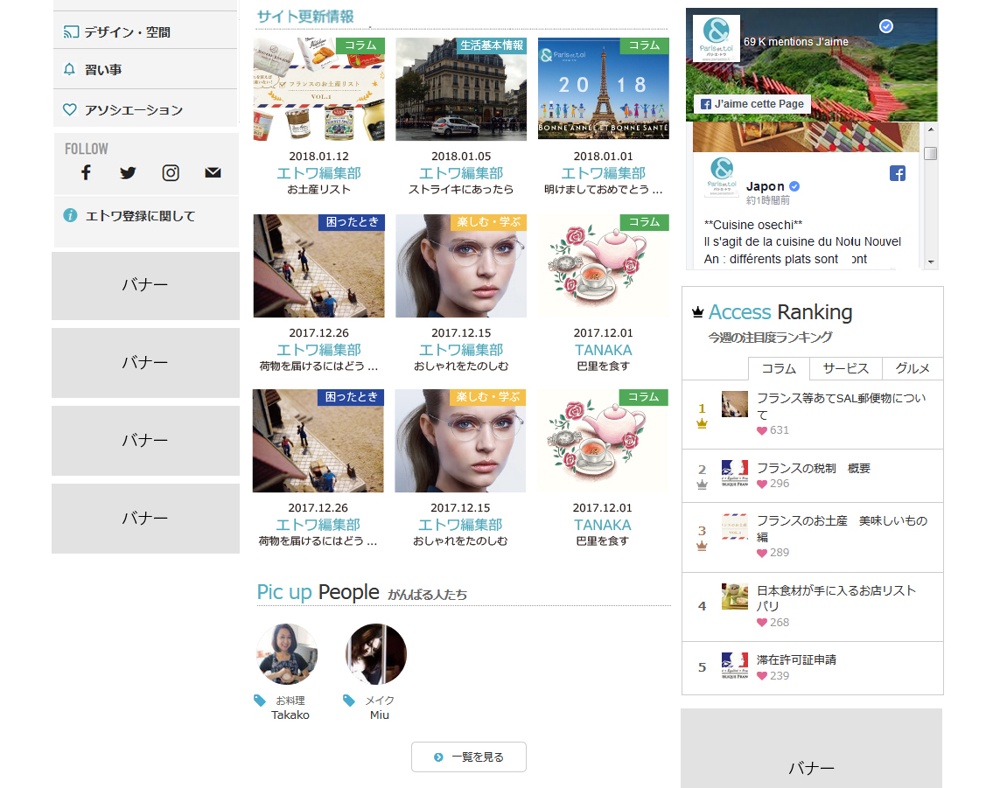 デザイン・空間
習い事
アソシエーション
FOLLOW
エトワ登録に関して
バナー
バナー
バナー
バナー
サイト更新情報
コラム
フランスのお土産リスト
VOL.1
生活基本情報
コラム
Paris et toi
2018
BONNE ANNÉE ET BONNE SANTÉ
2018.01.12
エトワ編集部
お土産リスト
2018.01.05
エトワ編集部
ストライキにあったら
2018.01.01
エトワ編集部
明けましておめでとう ...
困ったとき
楽しむ・学ぶ
コラム
2017.12.26
エトワ編集部
荷物を届けるにはどう ...
2017.12.15
エトワ編集部
おしゃれをたのしむ
2017.12.01
TANAKA
巴里を食す
困ったとき
楽しむ・学ぶ
コラム
2017.12.26
エトワ編集部
荷物を届けるにはどう ...
2017.12.15
エトワ編集部
おしゃれをたのしむ
2017.12.01
TANAKA
巴里を食す
Pic up People がんばる人たち
お料理
Takako
メイク
Miu
一覧を見る
Paris et toi
パリ・エ・トワ
69 K mentions J'aime
J'aime cette Page
Paris et toi
Japon
約1時間前
**Cuisine osechi**
Il s'agit de la cuisine du Nolu Nouvel
An : différents plats sont ont
Access Ranking
今週の注目度ランキング
コラム サービス グルメ
1
フランス等あてSAL郵便物につい
て
631
2
フランスの税制　概要
296
3
フランスのお土産　美味しいもの
編
289
4
日本食材が手に入るお店リスト
パリ
268
5
滞在許可証申請
239
バナー